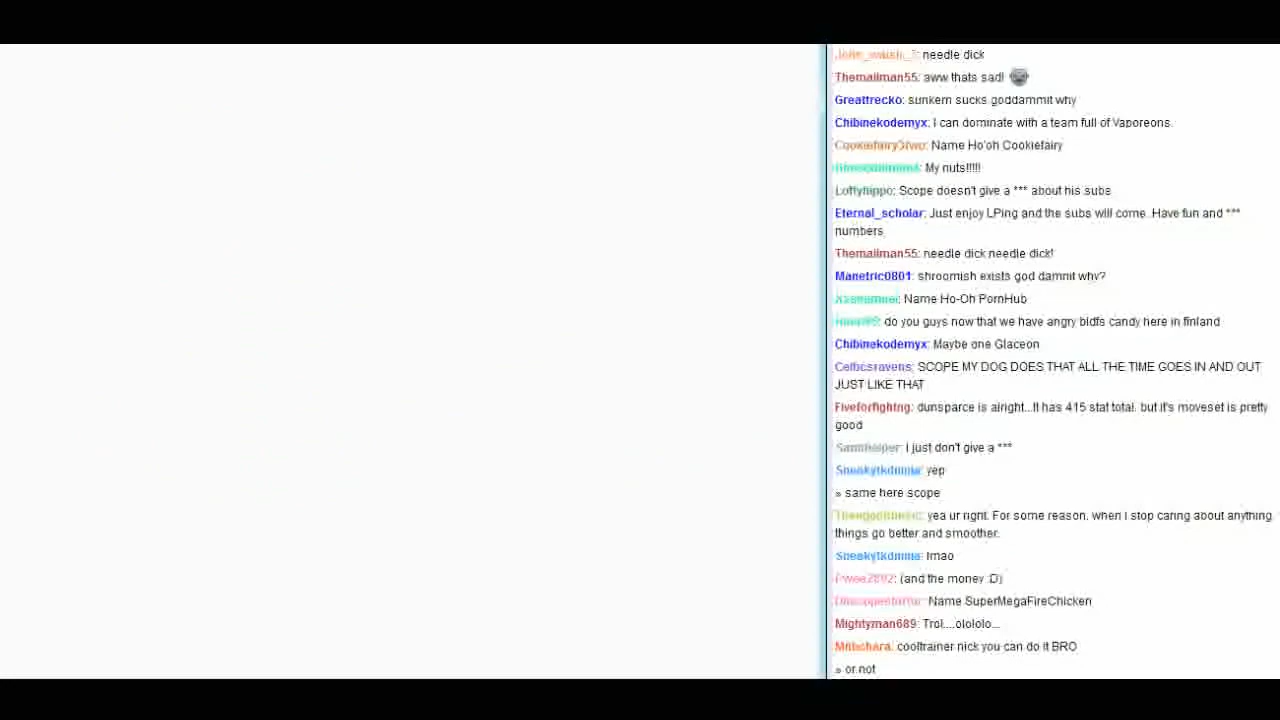 needle dick
Themailman55: aww thats sad!
Greatfrecko: sunkern sucks goddammit why
Chibinekodemyx: I can dominate with a team full of Vaporeons.
Name Ho'oh Cookiefairy
My nuts!!!!!
Loftyhippo: Scope doesn't give a *** about his subs
Eternal_scholar: Just enjoy LPing and the subs will come. Have fun and ***
numbers
Themailman55: needle dick needle dick!
Manetric0801: shroomish exists god damnit why?
Name Ho-Oh PornHub
do you guys now that we have angry bidfs candy here in finland
Chibinekodemyx: Maybe one Glaceon
Celticsravens: SCOPE MY DOG DOES THAT ALL THE TIME GOES IN AND OUT
JUST LIKE THAT
Fiveforfighting: dunsparce is alright...It has 415 stat total. but it's moveset is pretty
good
i just don't give a ***
yep
» same here scope
yea ur right. For some reason, when I stop caring about anything,
things go better and smoother.
lmao
(and the money :D)
Name SuperMegaFireChicken
Mightyman689: Trol....olololo...
cooltrainer nick you can do it BRO
» or not